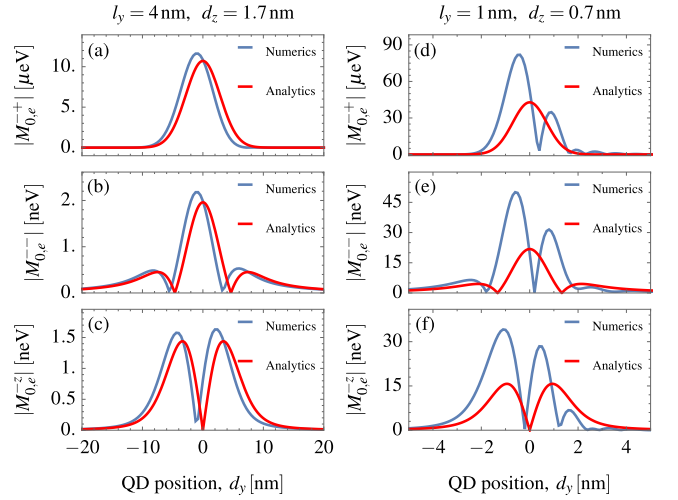 l_y = 4 nm, d_z = 1.7 nm
l_y = 1 nm, d_z = 0.7 nm
(a)
Numerics
Analytics
|M_{0,e}^{-+}| [μeV]
10.
5.
0.
(d)
Numerics
Analytics
|M_{0,e}^{-+}| [μeV]
90
60
30
0
(b)
Numerics
Analytics
|M_{0,e}^{--}| [neV]
2.
1.
0.
(e)
Numerics
Analytics
|M_{0,e}^{--}| [neV]
45
30
15
0
(c)
Numerics
Analytics
|M_{0,e}^{-z}| [neV]
1.5
1.
0.5
0.
−20 −10 0 10 20
QD position, d_y [nm]
(f)
Numerics
Analytics
|M_{0,e}^{-z}| [neV]
30
15
0
−4 −2 0 2 4
QD position, d_y [nm]